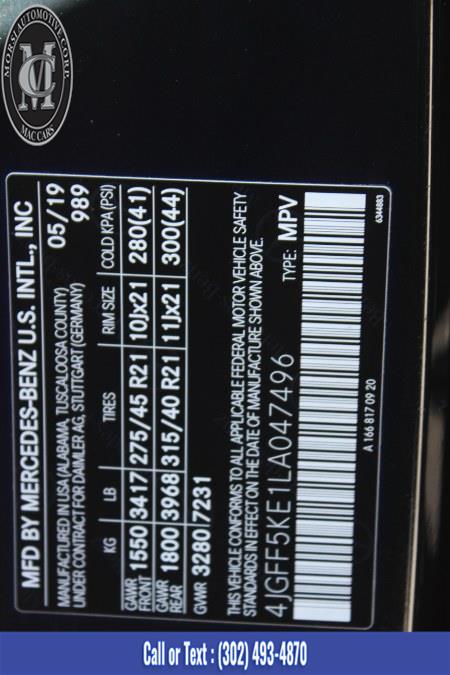 MORSI AUTOMOTIVE CORP.
MC
MAC CARS
MFD BY MERCEDES-BENZ U.S. INTL., INC
MANUFACTURED IN USA (ALABAMA, TUSCALOOSA COUNTY) 05/19
UNDER CONTRACT FOR DAIMLER AG, STUTTGART (GERMANY) 989
KG LB TIRES RIM SIZE COLD KPA (PSI)
GAWR FRONT 1550 3417 275/45 R21 10Jx21 280(41)
GAWR REAR 1800 3968 315/40 R21 11Jx21 300(44)
GWR 3280 7231
THIS VEHICLE CONFORMS TO ALL APPLICABLE FEDERAL MOTOR VEHICLE SAFETY
STANDARDS IN EFFECT ON THE DATE OF MANUFACTURE SHOWN ABOVE.
4JGFF5KE1LA047496 TYPE: MPV
A 166 817 09 20 6344883
Call or Text : (302) 493-4870